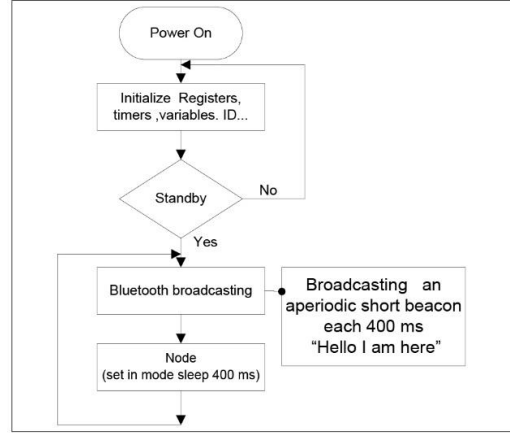 Power On
Initialize Registers,
timers ,variables. ID...
Standby
No
Yes
Bluetooth broadcasting
Broadcasting an
aperiodic short beacon
each 400 ms
“Hello I am here”
Node
(set in mode sleep 400 ms)